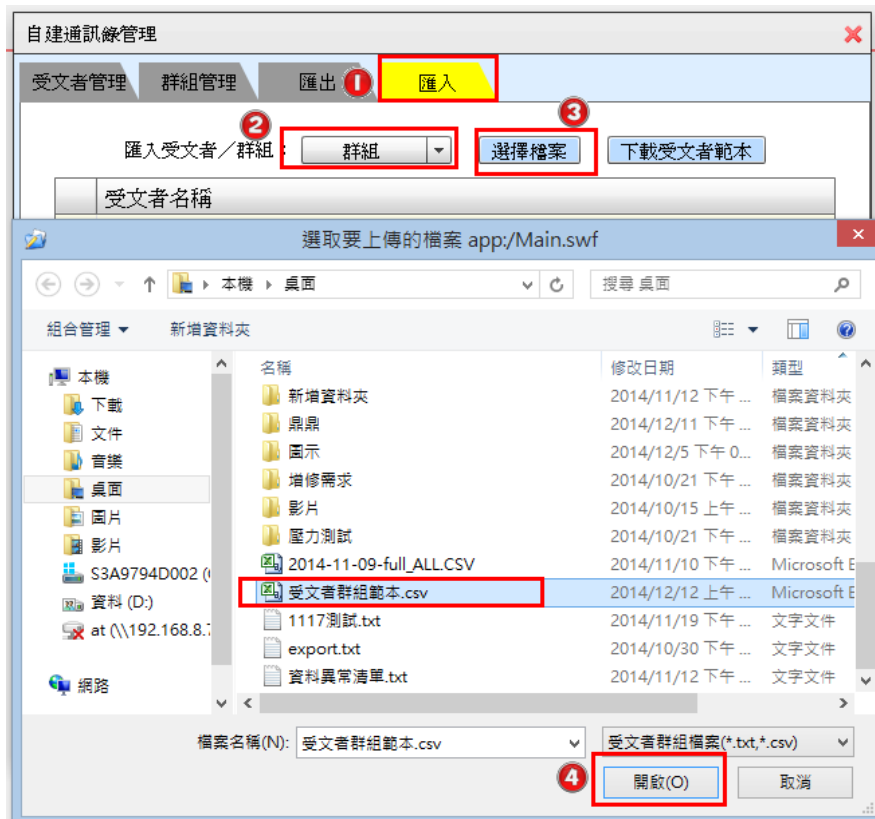 自建通訊錄管理
受文者管理 群組管理 匯出 1 匯入
2 3
匯入受文者／群組： 群組 選擇檔案 下載受文者範本
受文者名稱
選取要上傳的檔案 app:/Main.swf
本機 桌面 搜尋 桌面
組合管理 新增資料夾
名稱 修改日期 類型
本機 新增資料夾 2014/11/12 下午 ... 檔案資料夾
下載 鼎鼎 2014/12/11 下午 ... 檔案資料夾
文件 圖示 2014/12/5 下午 0... 檔案資料夾
音樂 增修需求 2014/10/21 下午 ... 檔案資料夾
桌面 影片 2014/10/15 上午 ... 檔案資料夾
圖片 壓力測試 2014/10/21 下午 ... 檔案資料夾
影片 2014-11-09-full_ALL.CSV 2014/11/10 下午 ... Microsoft E
S3A9794D002 ( 受文者群組範本.csv 2014/12/12 上午 ... Microsoft E
資料 (D:) 1117測試.txt 2014/11/19 下午 ... 文字文件
at (\\192.168.8. export.txt 2014/10/30 下午 ... 文字文件
網路 資料異常清單.txt 2014/11/12 下午 ... 文字文件
檔案名稱(N): 受文者群組範本.csv 受文者群組檔案(*.txt,*.csv)
4 開啟(O) 取消